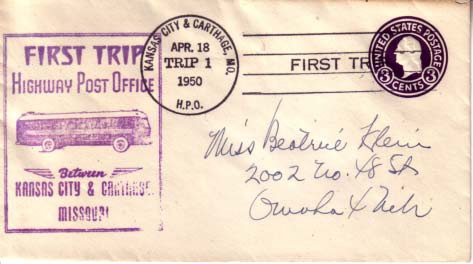 FIRST TRIP
HIGHWAY POST OFFICE
Between
KANSAS CITY & CARTHAGE
MISSOURI
KANSAS CITY & CARTHAGE, MO.
APR. 18
TRIP 1
1950
H.P.O.
FIRST TR
UNITED STATES POSTAGE
3 CENTS 3
Miss Beatrice Klein
2002 No. 48 St
Omaha 4 Neb